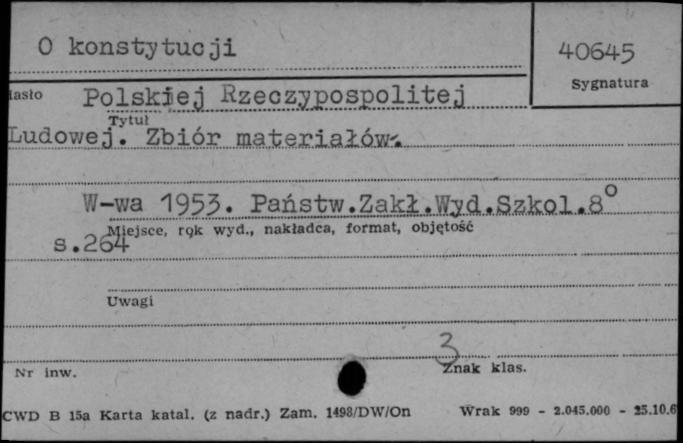 O konstytucji
40645
Sygnatura
Hasło Polskiej Rzeczypospolitej
Tytuł
Ludowej. Zbiór materiałów.
W-wa 1953. Państw.Zakł.Wyd.Szkol.8°
Miejsce, rok wyd., nakładca, format, objętość
s.264
Uwagi
3
Nr inw.
Znak klas.
CWD B 15a Karta katal. (z nadr.) Zam. 1498/DW/On Wrak 999 - 2.045.000 - 25.10.6